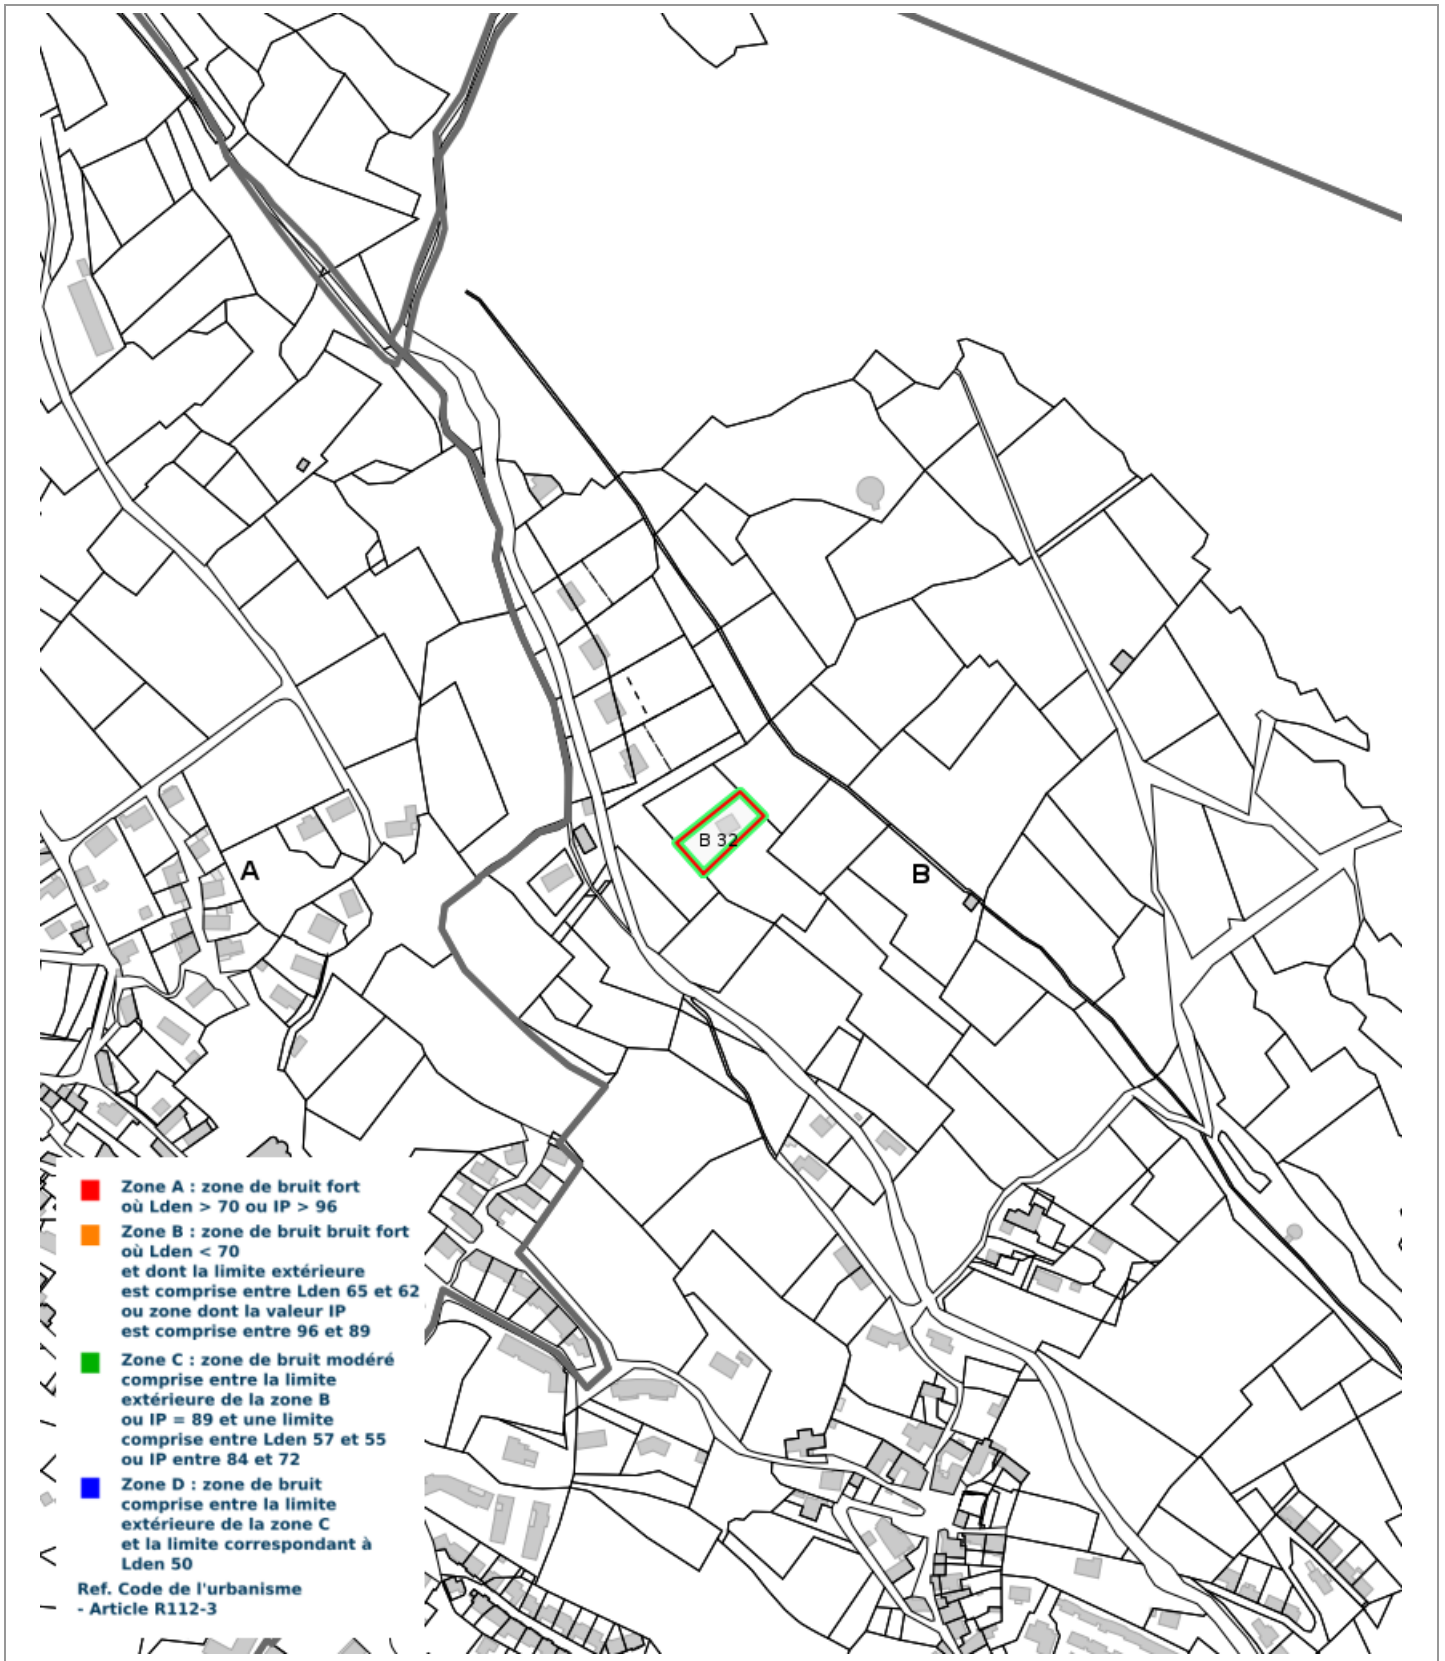 B 32
A
B
Zone A : zone de bruit fort
où Lden > 70 ou IP > 96
Zone B : zone de bruit bruit fort
où Lden < 70
et dont la limite extérieure
est comprise entre Lden 65 et 62
ou zone dont la valeur IP
est comprise entre 96 et 89
Zone C : zone de bruit modéré
comprise entre la limite
extérieure de la zone B
ou IP = 89 et une limite
comprise entre Lden 57 et 55
ou IP entre 84 et 72
Zone D : zone de bruit
comprise entre la limite
extérieure de la zone C
et la limite correspondant à
Lden 50
Ref. Code de l'urbanisme
- Article R112-3